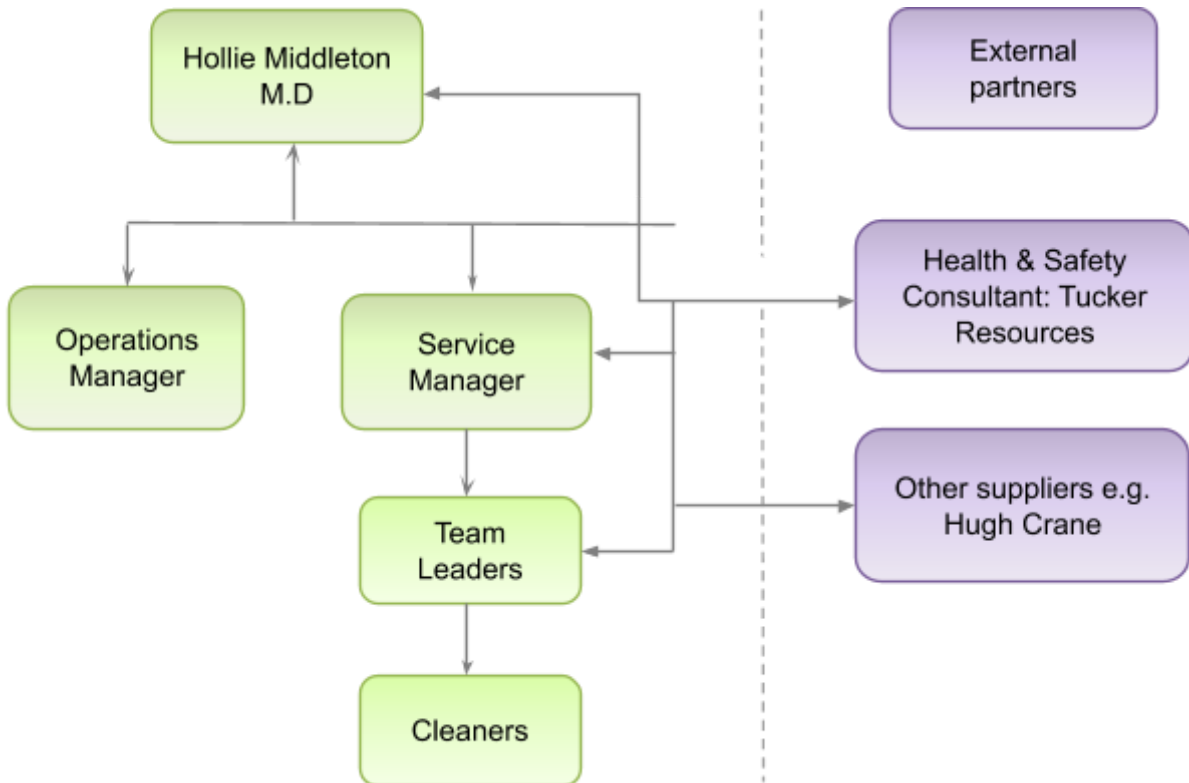 Hollie Middleton
M.D
External
partners
Operations
Manager
Service
Manager
Health & Safety
Consultant: Tucker
Resources
Team
Leaders
Other suppliers e.g.
Hugh Crane
Cleaners